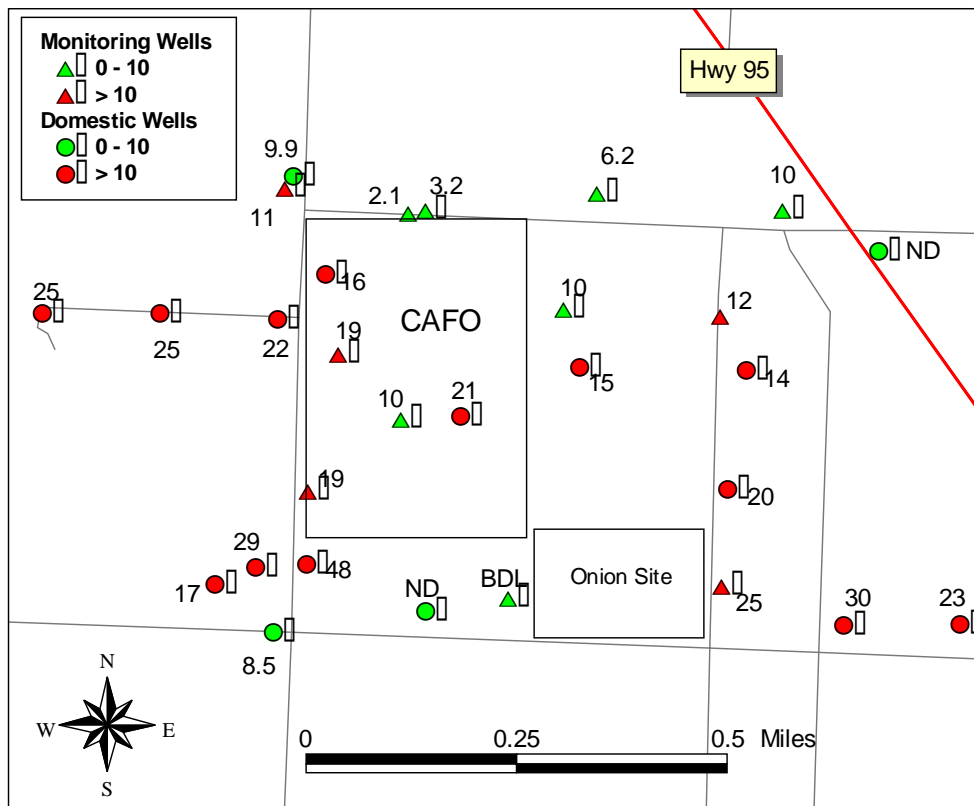 Monitoring Wells
0 - 10
> 10
Domestic Wells
0 - 10
> 10
Hwy 95
9.9
11
2.1
3.2
6.2
10
ND
16
25
25
22
CAFO
19
10
21
10
15
12
14
19
20
29
17
48
ND
BDL
Onion Site
25
30
23
8.5
N
W
E
S
0
0.25
0.5 Miles